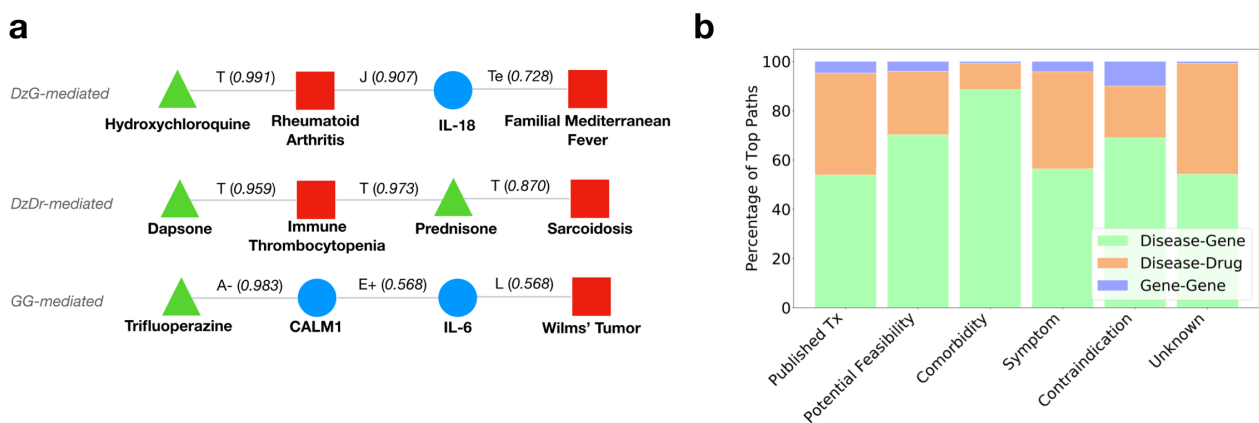 a
DzG-mediated
T (0.991)
J (0.907)
Te (0.728)
Hydroxychloroquine
Rheumatoid
Arthritis
IL-18
Familial Mediterranean
Fever
DzDr-mediated
T (0.959)
T (0.973)
T (0.870)
Dapsone
Immune
Thrombocytopenia
Prednisone
Sarcoidosis
GG-mediated
A- (0.983)
E+ (0.568)
L (0.568)
Trifluoperazine
CALM1
IL-6
Wilms' Tumor
b
Percentage of Top Paths
100
80
60
40
20
0
Disease-Gene
Disease-Drug
Gene-Gene
Published Tx
Potential Feasibility
Comorbidity
Symptom
Contraindication
Unknown